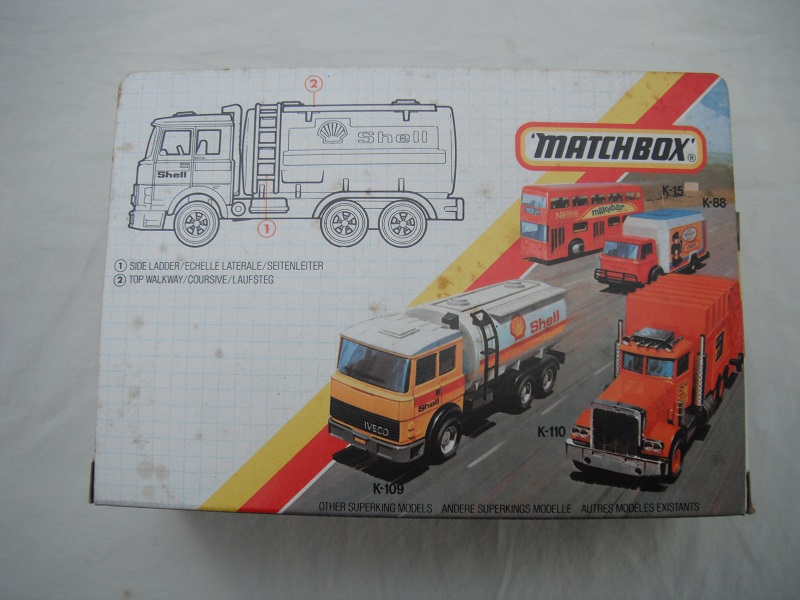 2
Shell
Shell
1
1 SIDE LADDER/ECHELLE LATERALE/SEITENLEITER
2 TOP WALKWAY/COURSIVE/LAUFSTEG
'MATCHBOX'®
K-15
K-88
Nestlé milkybar
Shell
Shell
IVECO
K-110
K-109
OTHER SUPERKING MODELS ANDERE SUPERKINGS MODELLE AUTRES MODELES EXISTANTS